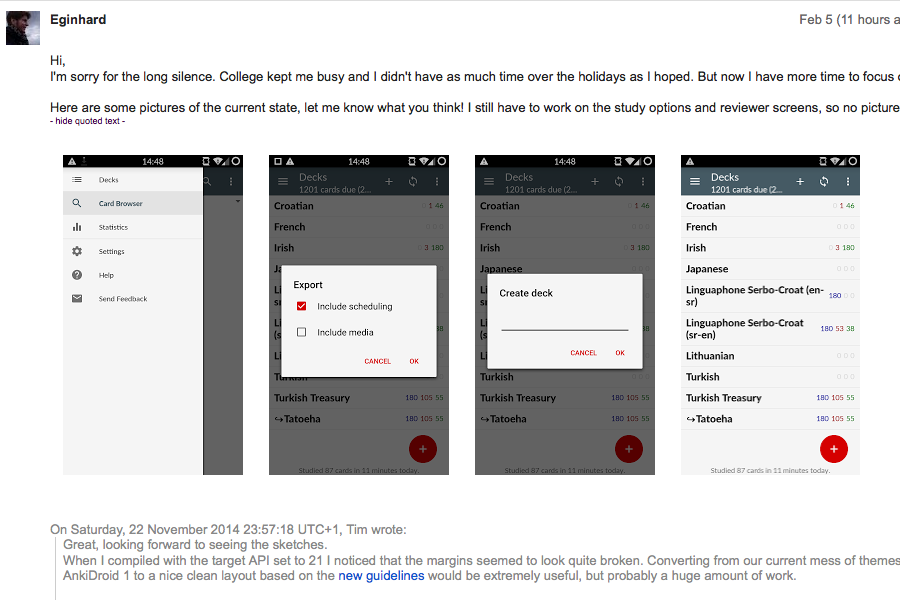 Eginhard
Feb 5 (11 hours a
Hi,
I'm sorry for the long silence. College kept me busy and I didn't have as much time over the holidays as I hoped. But now I have more time to focus
Here are some pictures of the current state, let me know what you think! I still have to work on the study options and reviewer screens, so no picture
- hide quoted text -
14:48
Decks
Card Browser
Statistics
Settings
Help
Send Feedback
14:48
Decks
1201 cards due (2...
Croatian 0 1 46
French 0 0 0
Irish 0 3 180
Ja
Export
Include scheduling
Include media
CANCEL OK
Turkish
Turkish Treasury 180 105 55
↪Tatoeha 180 105 55
+
Studied 87 cards in 11 minutes today.
14:48
Decks
1201 cards due (2...
Croatian 0 1 46
French 0 0 0
Irish 0 3 180
Japanese
Create deck
CANCEL OK
Turkish 0 0 0
Turkish Treasury 180 105 55
↪Tatoeha 180 105 55
+
Studied 87 cards in 11 minutes today.
Decks
1201 cards due (2...
Croatian 0 1 46
French 0 0 0
Irish 0 3 180
Japanese 0 0 0
Linguaphone Serbo-Croat (en-
sr) 180 0 0
Linguaphone Serbo-Croat
(sr-en) 180 53 38
Lithuanian 0 0 0
Turkish 0 0 0
Turkish Treasury 180 105 55
↪Tatoeha 180 105 55
+
Studied 87 cards in 11 minutes today.
On Saturday, 22 November 2014 23:57:18 UTC+1, Tim wrote:
Great, looking forward to seeing the sketches.
When I compiled with the target API set to 21 I noticed that the margins seemed to look quite broken. Converting from our current mess of themes
AnkiDroid 1 to a nice clean layout based on the new guidelines would be extremely useful, but probably a huge amount of work.